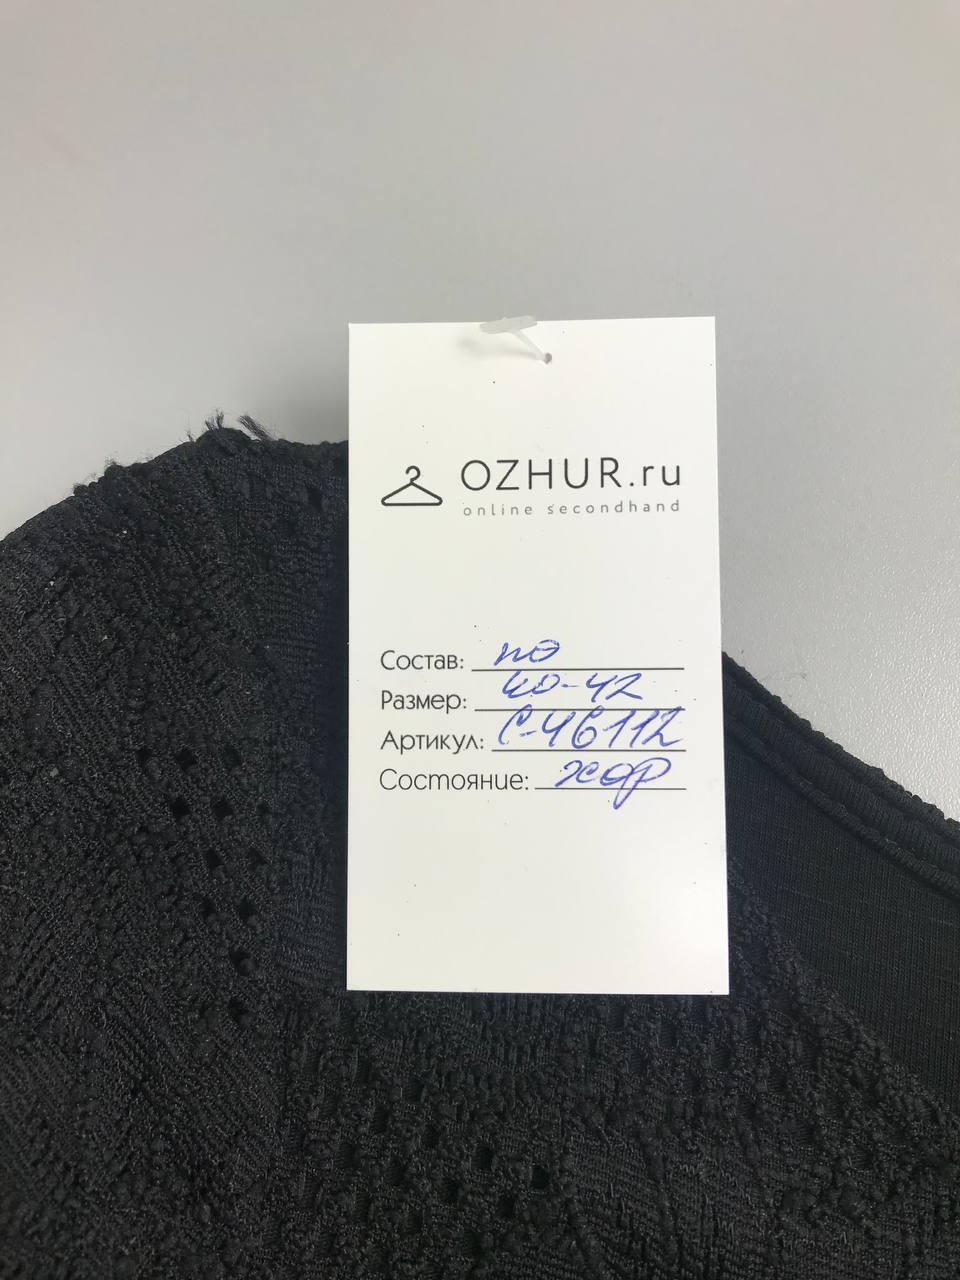 OZHUR.ru
online secondhand
Состав: пэ
Размер: 40-42
Артикул: С-46112
Состояние: хор